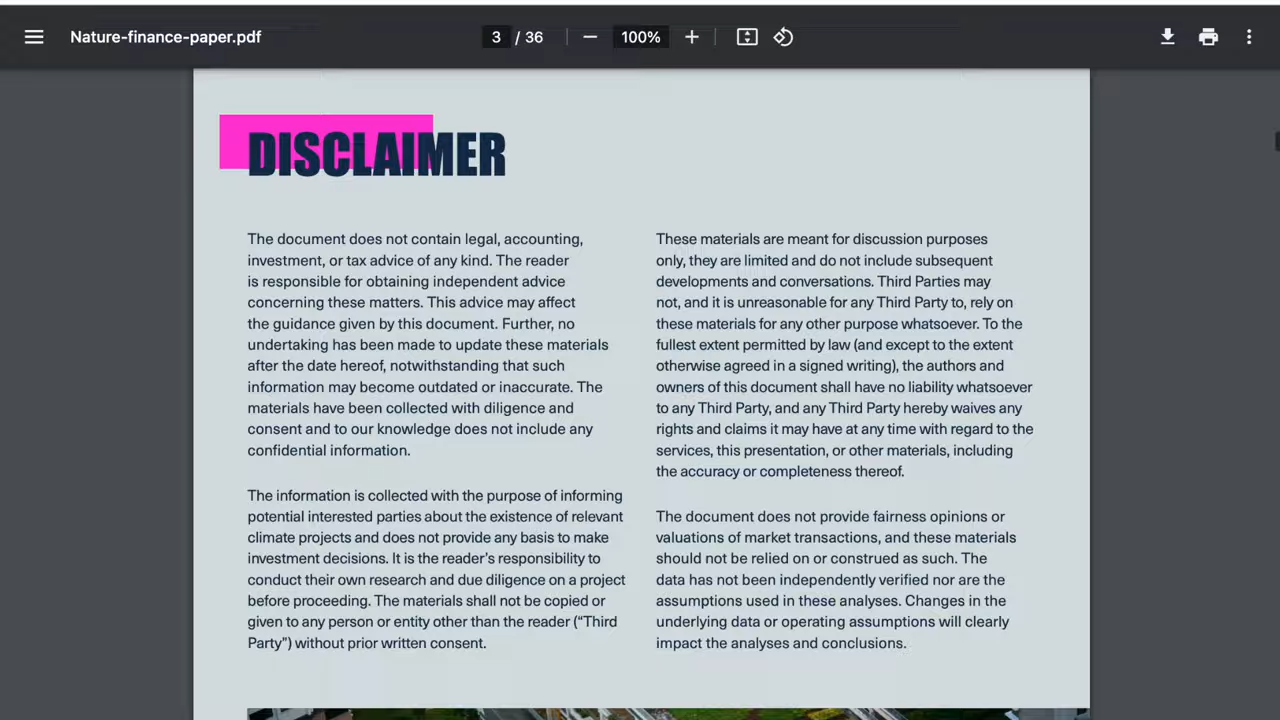 Nature-finance-paper.pdf
3 / 36
100%
DISCLAIMER
The document does not contain legal, accounting,
investment, or tax advice of any kind. The reader
is responsible for obtaining independent advice
concerning these matters. This advice may affect
the guidance given by this document. Further, no
undertaking has been made to update these materials
after the date hereof, notwithstanding that such
information may become outdated or inaccurate. The
materials have been collected with diligence and
consent and to our knowledge does not include any
confidential information.
The information is collected with the purpose of informing
potential interested parties about the existence of relevant
climate projects and does not provide any basis to make
investment decisions. It is the reader's responsibility to
conduct their own research and due diligence on a project
before proceeding. The materials shall not be copied or
given to any person or entity other than the reader (“Third
Party”) without prior written consent.
These materials are meant for discussion purposes
only, they are limited and do not include subsequent
developments and conversations. Third Parties may
not, and it is unreasonable for any Third Party to, rely on
these materials for any other purpose whatsoever. To the
fullest extent permitted by law (and except to the extent
otherwise agreed in a signed writing), the authors and
owners of this document shall have no liability whatsoever
to any Third Party, and any Third Party hereby waives any
rights and claims it may have at any time with regard to the
services, this presentation, or other materials, including
the accuracy or completeness thereof.
The document does not provide fairness opinions or
valuations of market transactions, and these materials
should not be relied on or construed as such. The
data has not been independently verified nor are the
assumptions used in these analyses. Changes in the
underlying data or operating assumptions will clearly
impact the analyses and conclusions.